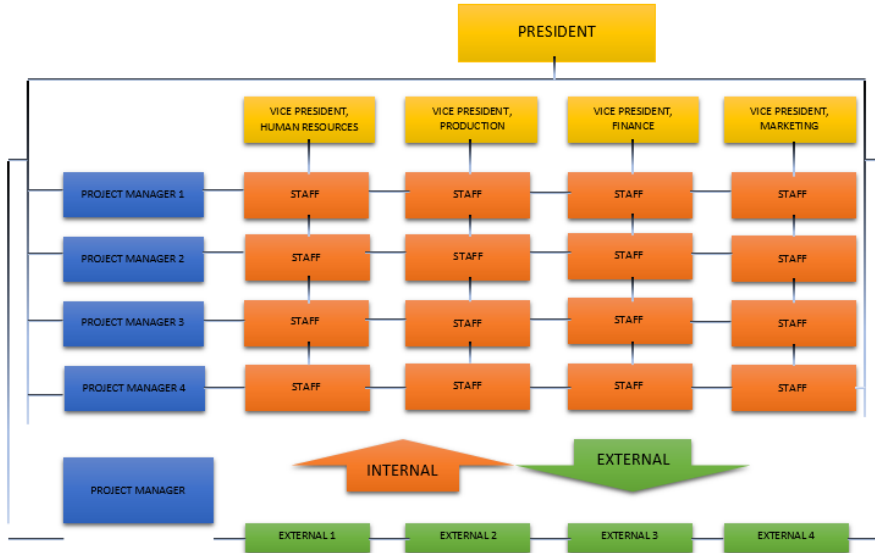 PRESIDENT
VICE PRESIDENT,
HUMAN RESOURCES
VICE PRESIDENT,
PRODUCTION
VICE PRESIDENT,
FINANCE
VICE PRESIDENT,
MARKETING
PROJECT MANAGER 1
STAFF
STAFF
STAFF
STAFF
PROJECT MANAGER 2
STAFF
STAFF
STAFF
STAFF
PROJECT MANAGER 3
STAFF
STAFF
STAFF
STAFF
PROJECT MANAGER 4
STAFF
STAFF
STAFF
STAFF
INTERNAL
EXTERNAL
PROJECT MANAGER
EXTERNAL 1
EXTERNAL 2
EXTERNAL 3
EXTERNAL 4